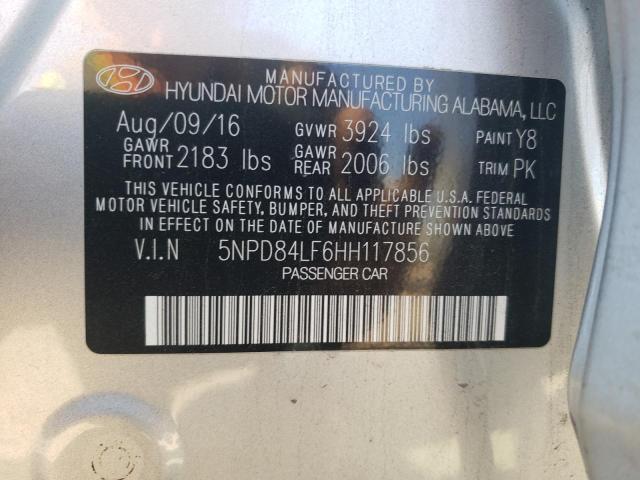 MANUFACTURED BY
HYUNDAI MOTOR MANUFACTURING ALABAMA, LLC
Aug/09/16 GVWR 3924 lbs PAINT Y8
GAWR FRONT 2183 lbs GAWR REAR 2006 lbs TRIM PK
THIS VEHICLE CONFORMS TO ALL APPLICABLE U.S.A. FEDERAL
MOTOR VEHICLE SAFETY, BUMPER, AND THEFT PREVENTION STANDARDS
IN EFFECT ON THE DATE OF MANUFACTURE SHOWN ABOVE.
V.I.N 5NPD84LF6HH117856
PASSENGER CAR